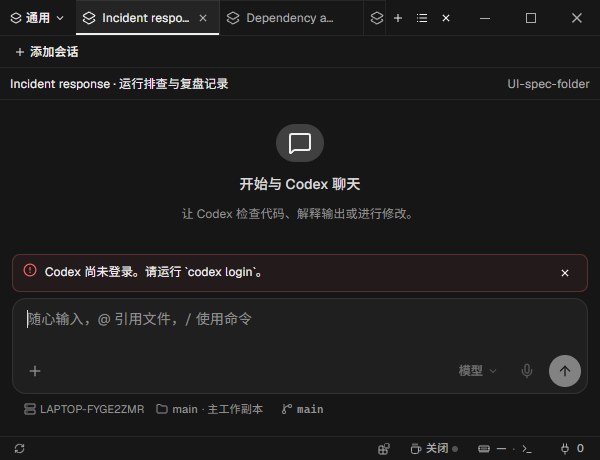 通用 Incident respo... Dependency a...
+ 添加会话
Incident response · 运行排查与复盘记录 UI-spec-folder
开始与 Codex 聊天
让 Codex 检查代码、解释输出或进行修改。
Codex 尚未登录。请运行 `codex login`。
随心输入，@ 引用文件，/ 使用命令
模型
LAPTOP-FYGE2ZMR main · 主工作副本 main
关闭 — · 0